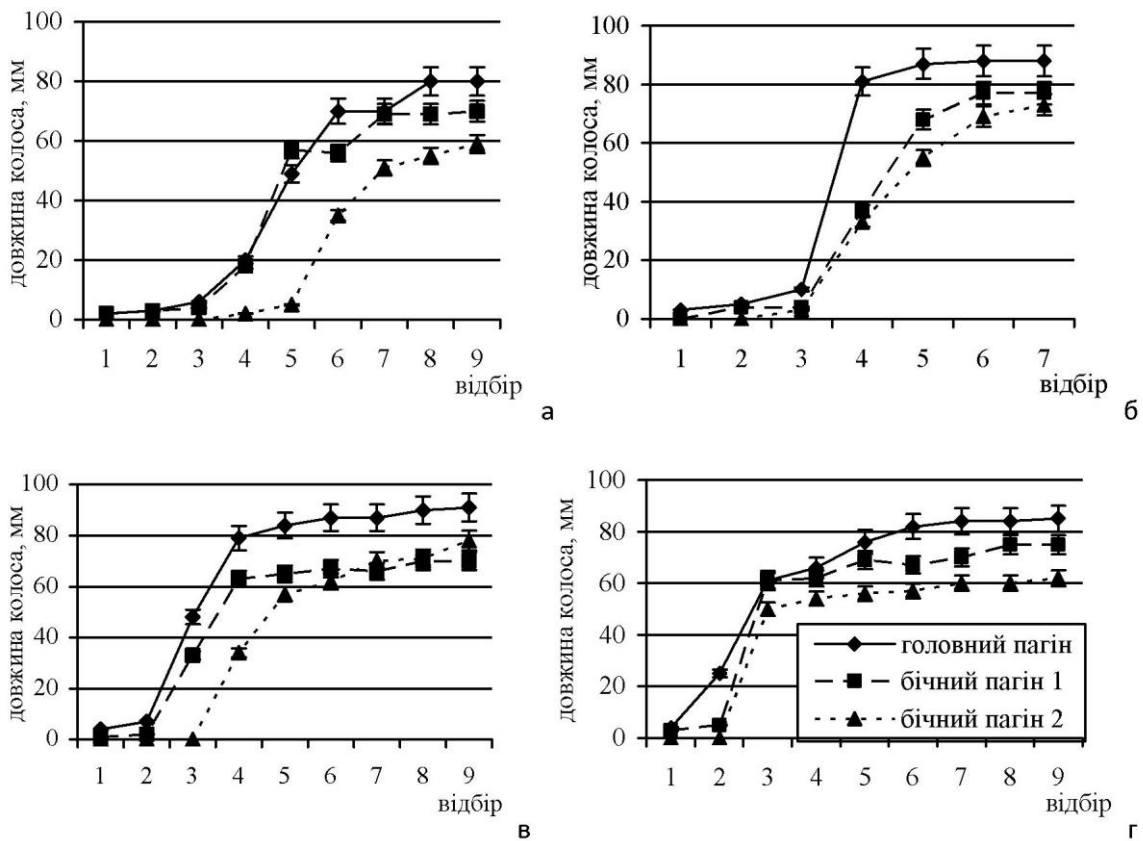 довжина колоса, мм
100
80
60
40
20
0
1 2 3 4 5 6 7 8 9
відбір
а
довжина колоса, мм
100
80
60
40
20
0
1 2 3 4 5 6 7
відбір
б
довжина колоса, мм
100
80
60
40
20
0
1 2 3 4 5 6 7 8 9
відбір
в
довжина колоса, мм
100
80
60
40
20
0
1 2 3 4 5 6 7 8 9
відбір
головний пагін
бічний пагін 1
бічний пагін 2
г